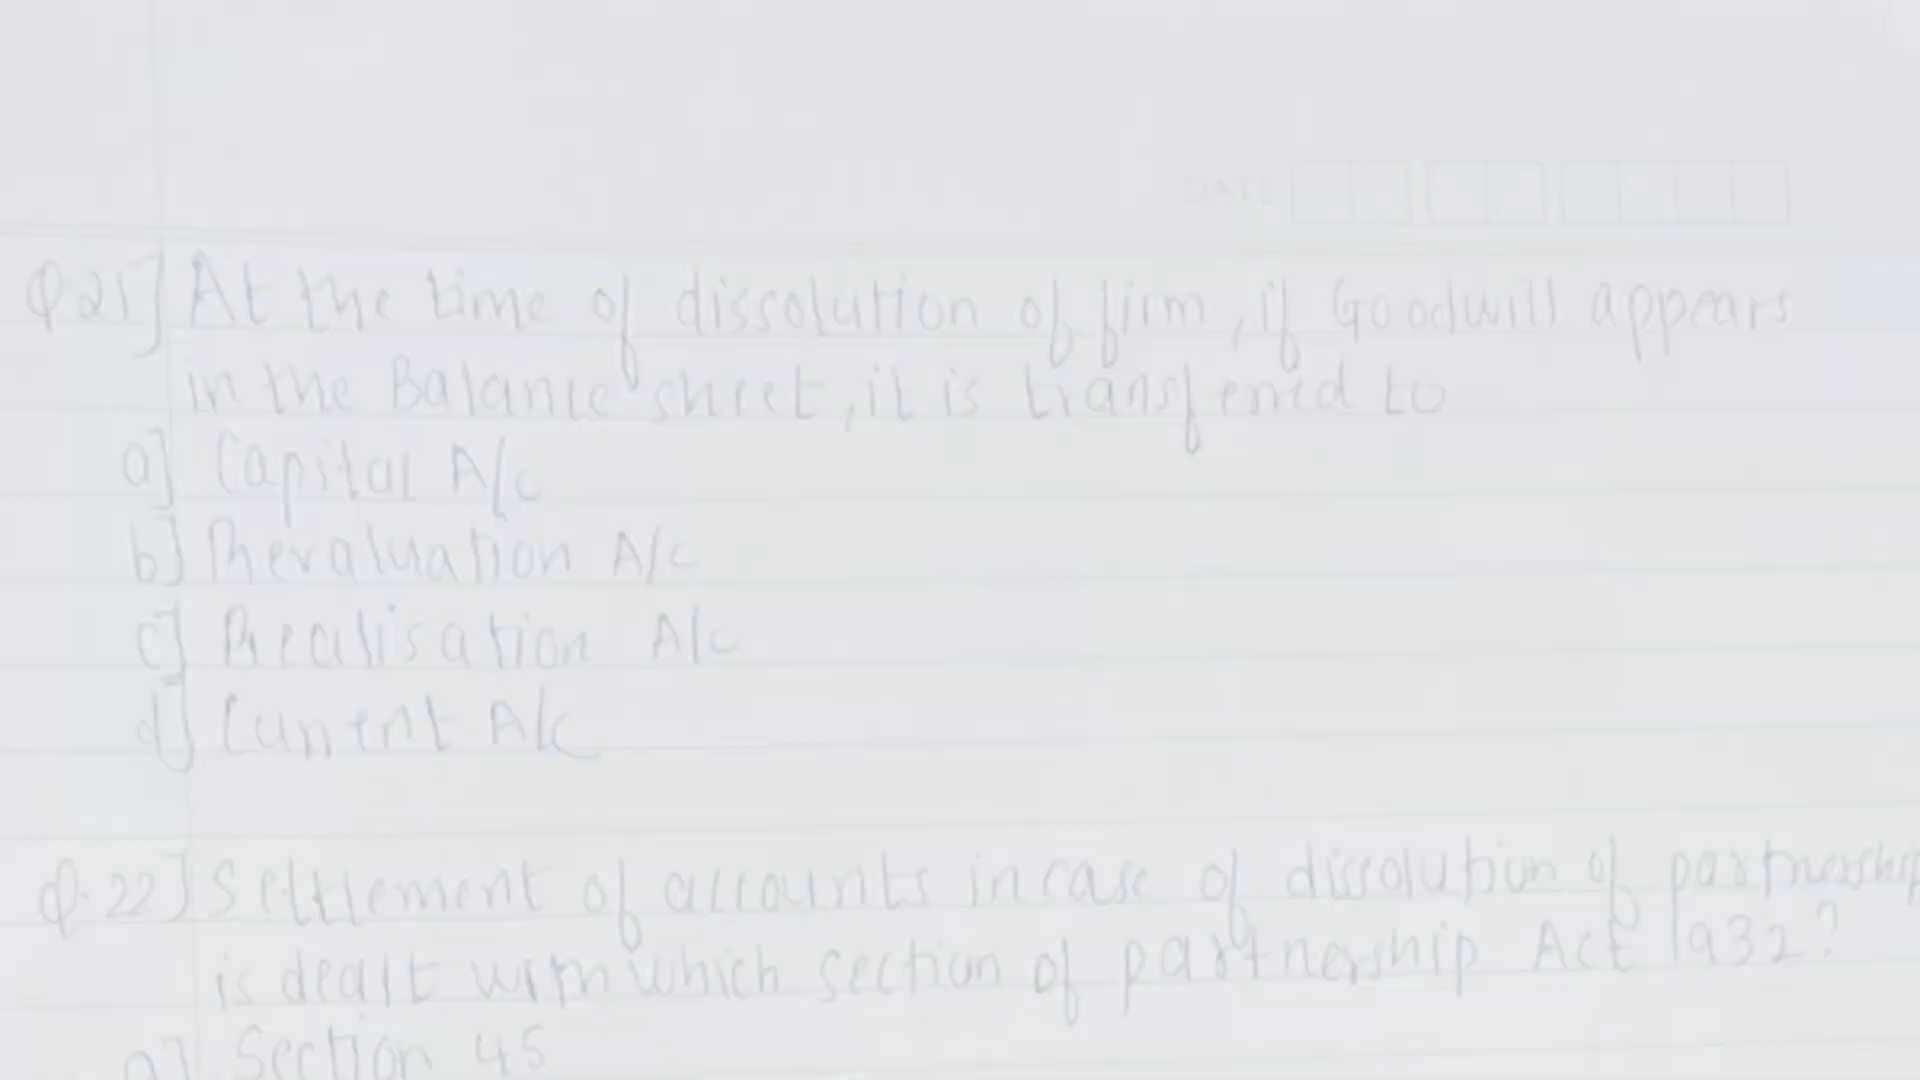 DATE
Q.21] At the time of dissolution of firm, if Goodwill appears
in the Balance sheet, it is transferred to
a] Capital A/c
b] Revaluation A/c
c] Realisation A/c
d] Current A/c
Q.22] Settlement of accounts in case of dissolution of partnership
is dealt with which section of partnership Act 1932?
a] Section 45